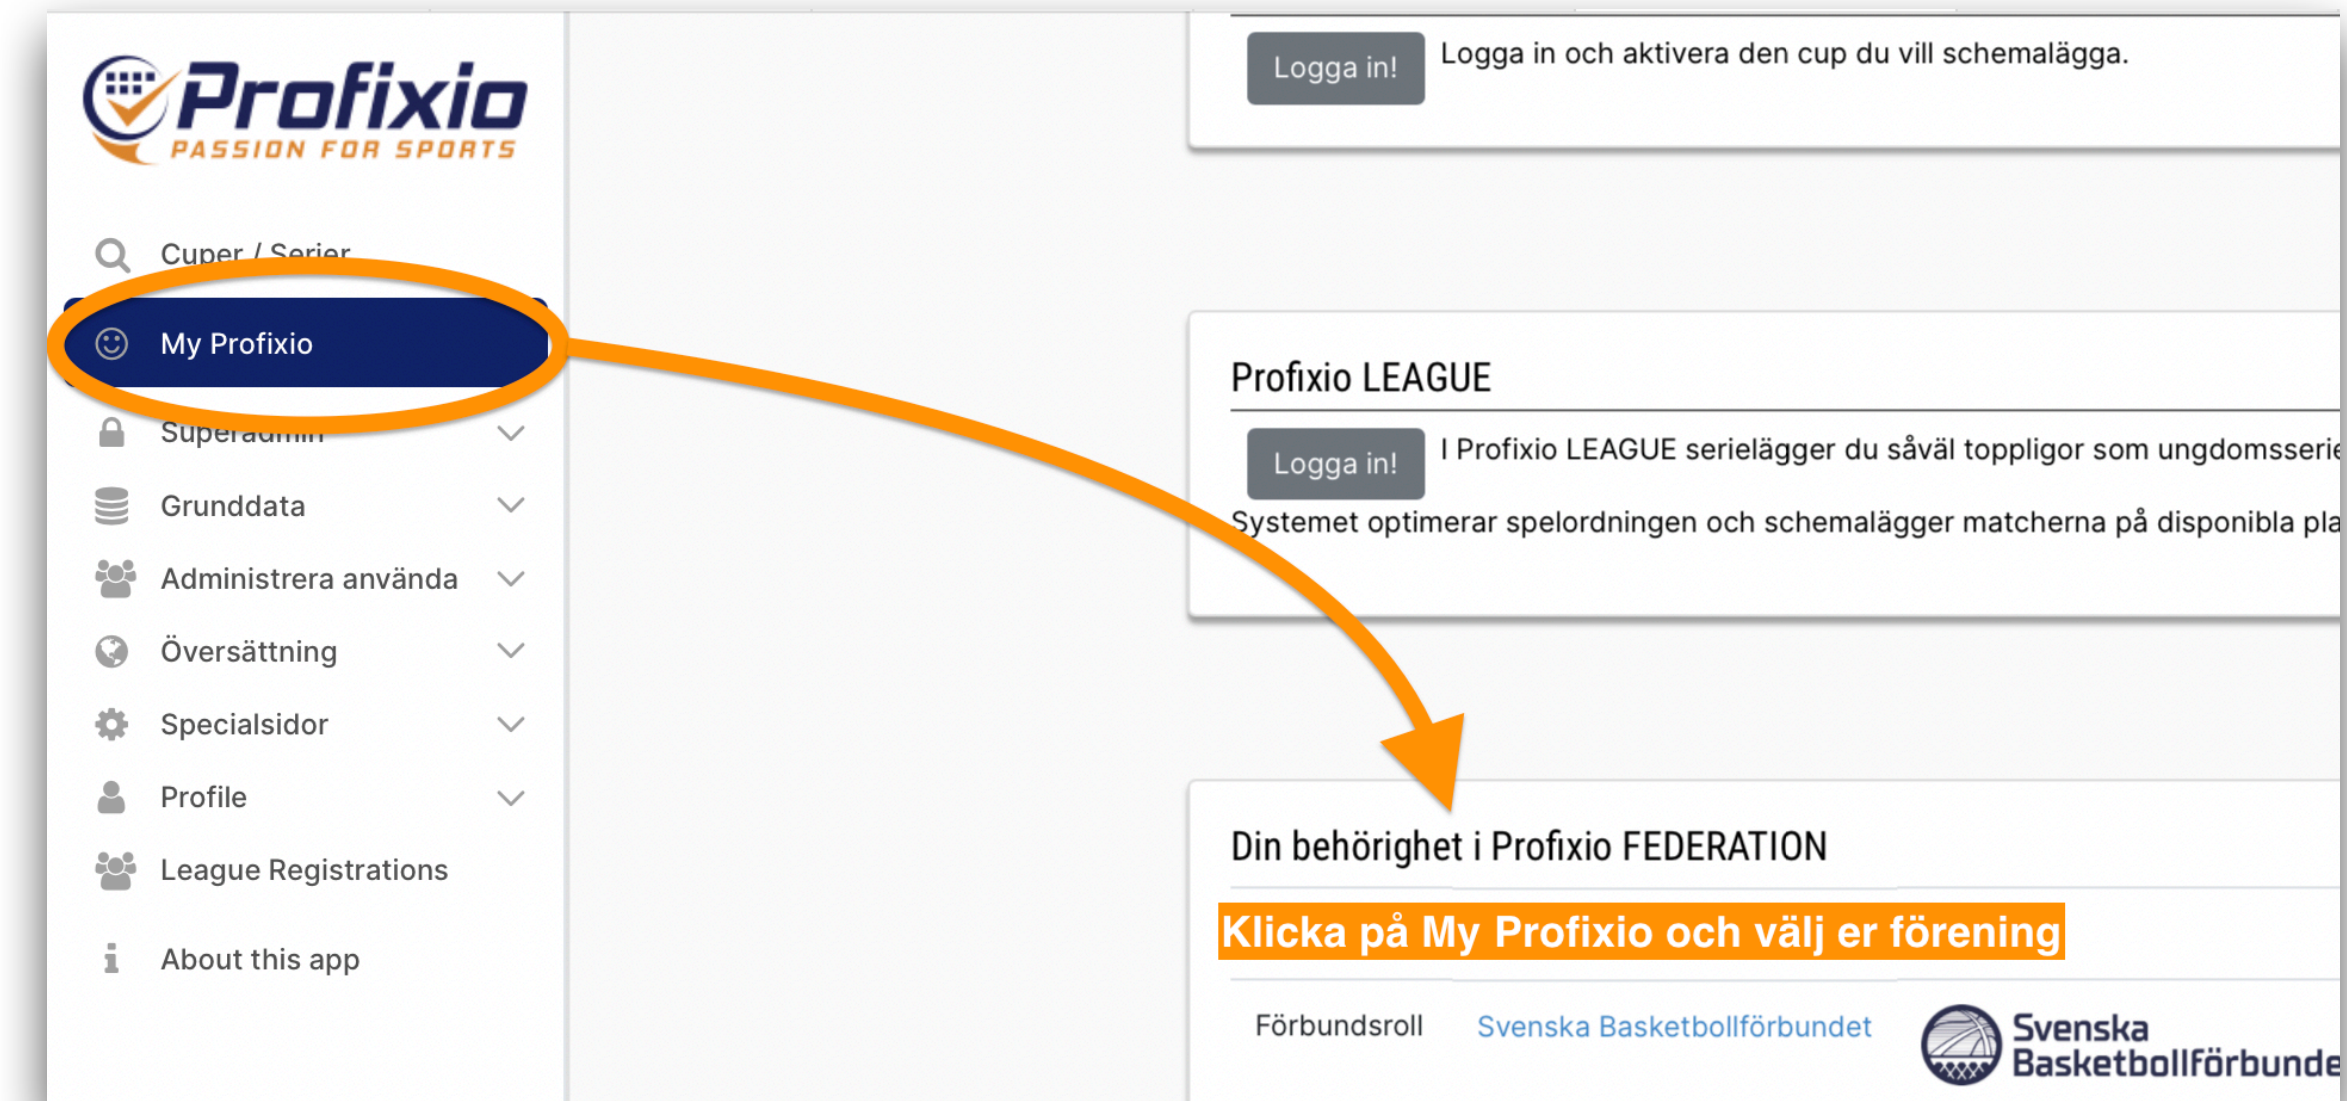 Profixio
PASSION FOR SPORTS
Cuper / Serier
My Profixio
Superadmin
Grunddata
Administrera använda
Översättning
Specialsidor
Profile
League Registrations
About this app
Logga in!
Logga in och aktivera den cup du vill schemalägga.
Profixio LEAGUE
Logga in!
I Profixio LEAGUE serielägger du såväl toppligor som ungdomsserie
Systemet optimerar spelordningen och schemalägger matcherna på disponibla pla
Din behörighet i Profixio FEDERATION
Klicka på My Profixio och välj er förening
Förbundsroll
Svenska Basketbollförbundet
Svenska
Basketbollförbunde